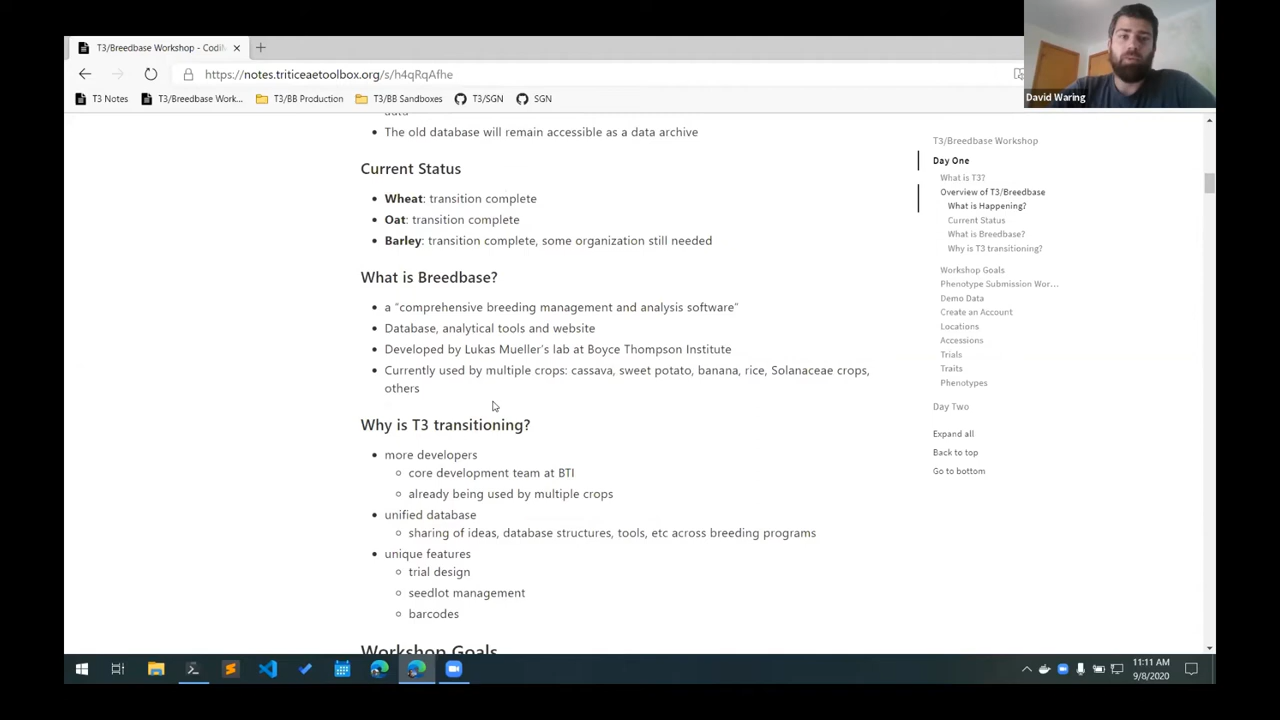 T3/Breedbase Workshop - CodiM
https://notes.triticeaetoolbox.org/s/h4qRqAfhe
David Waring
T3 Notes
T3/Breedbase Work...
T3/BB Production
T3/BB Sandboxes
T3/SGN
SGN
data
The old database will remain accessible as a data archive
Current Status
Wheat: transition complete
Oat: transition complete
Barley: transition complete, some organization still needed
What is Breedbase?
a “comprehensive breeding management and analysis software”
Database, analytical tools and website
Developed by Lukas Mueller’s lab at Boyce Thompson Institute
Currently used by multiple crops: cassava, sweet potato, banana, rice, Solanaceae crops,
others
Why is T3 transitioning?
more developers
core development team at BTI
already being used by multiple crops
unified database
sharing of ideas, database structures, tools, etc across breeding programs
unique features
trial design
seedlot management
barcodes
Workshop Goals
T3/Breedbase Workshop
Day One
What is T3?
Overview of T3/Breedbase
What is Happening?
Current Status
What is Breedbase?
Why is T3 transitioning?
Workshop Goals
Phenotype Submission Wor...
Demo Data
Create an Account
Locations
Accessions
Trials
Traits
Phenotypes
Day Two
Expand all
Back to top
Go to bottom
11:11 AM
9/8/2020